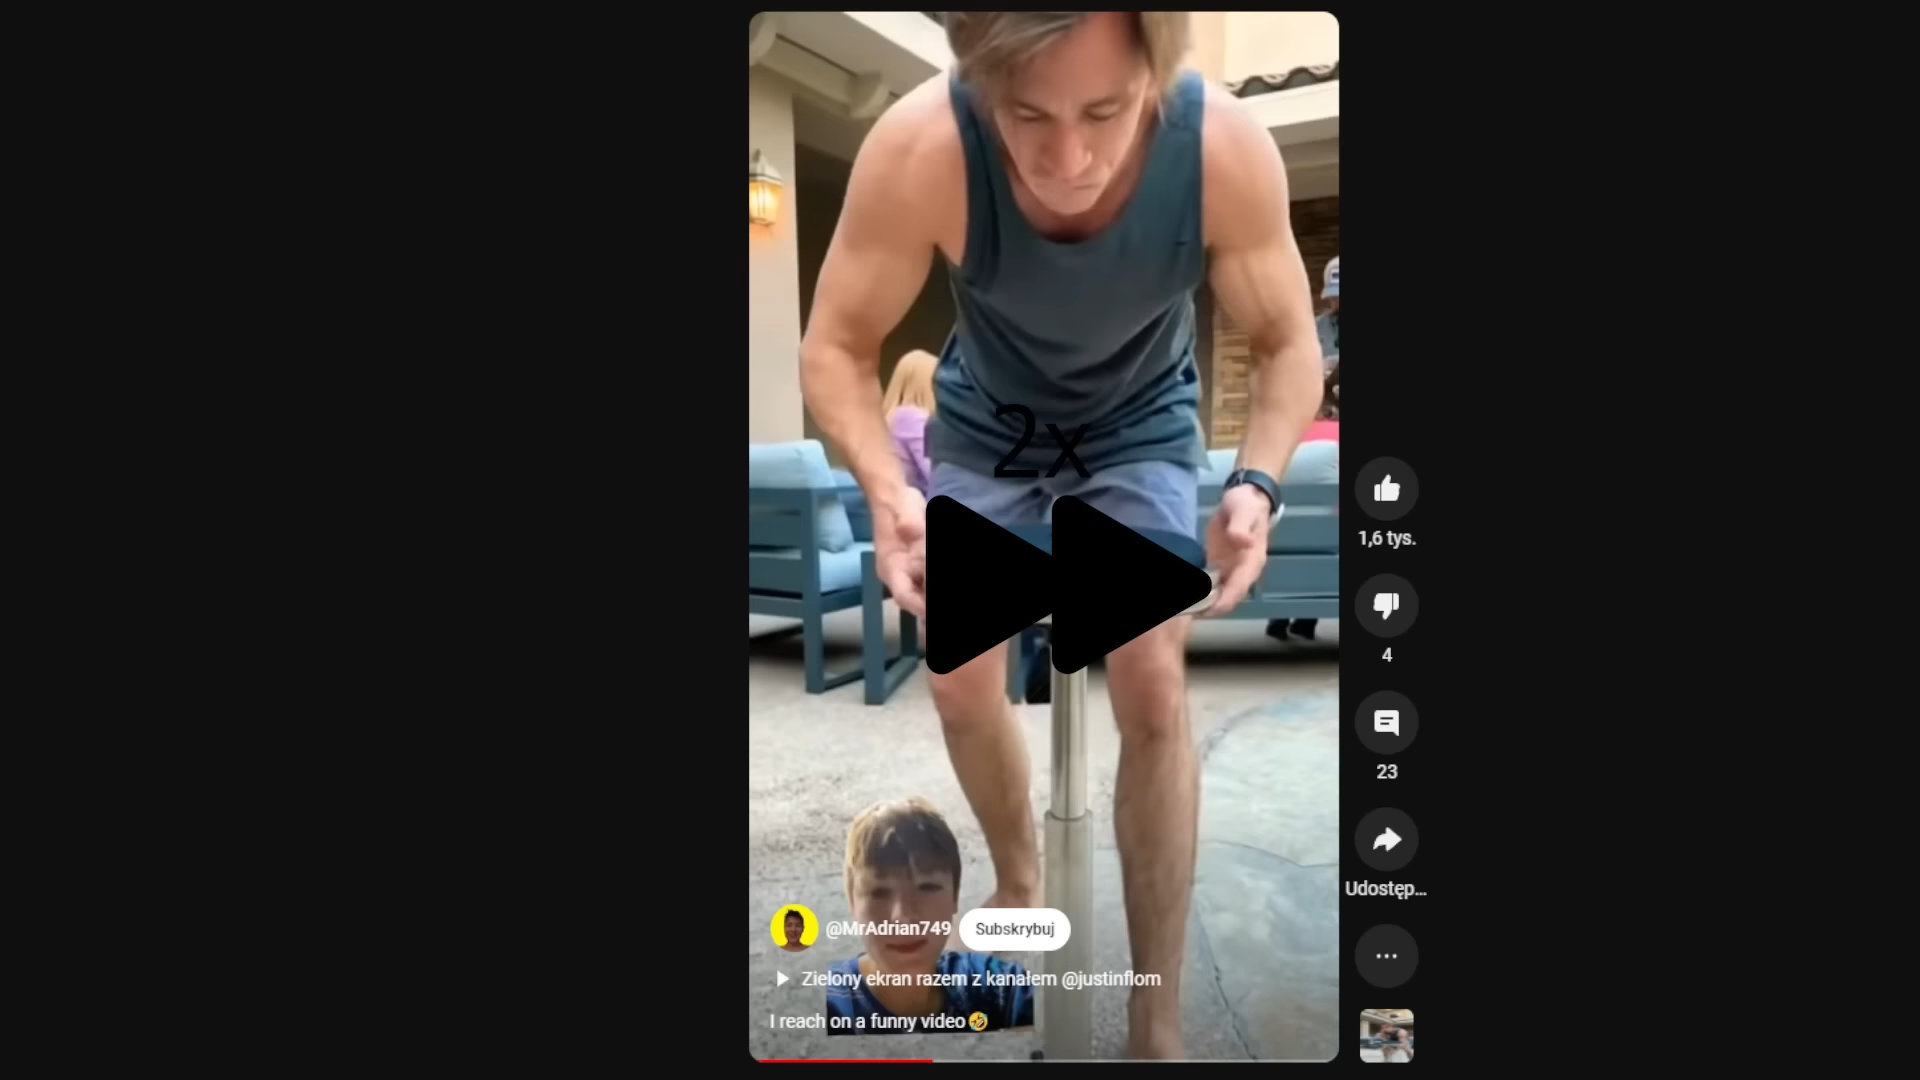 2x
1,6 tys.
4
23
Udostęp...
@MrAdrian749 Subskrybuj
Zielony ekran razem z kanałem @justinflom
I reach on a funny video🤣